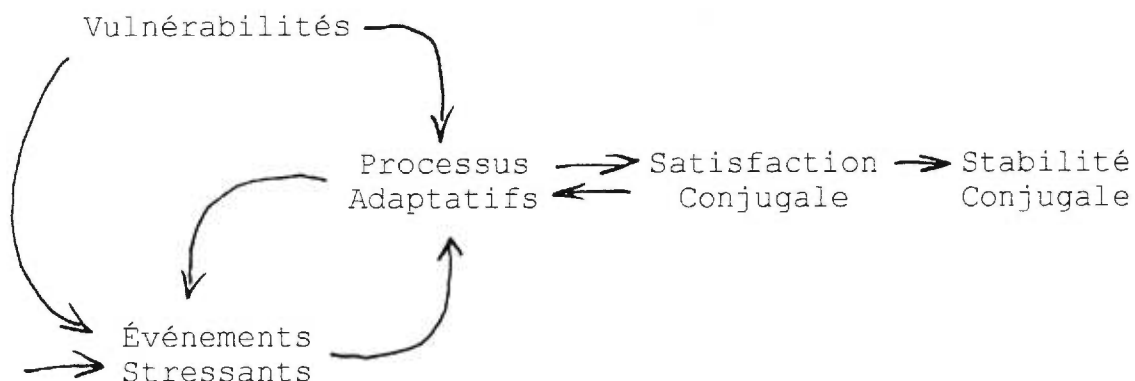 Vulnérabilités
Processus
Adaptatifs
Satisfaction
Conjugale
Stabilité
Conjugale
Événements
Stressants